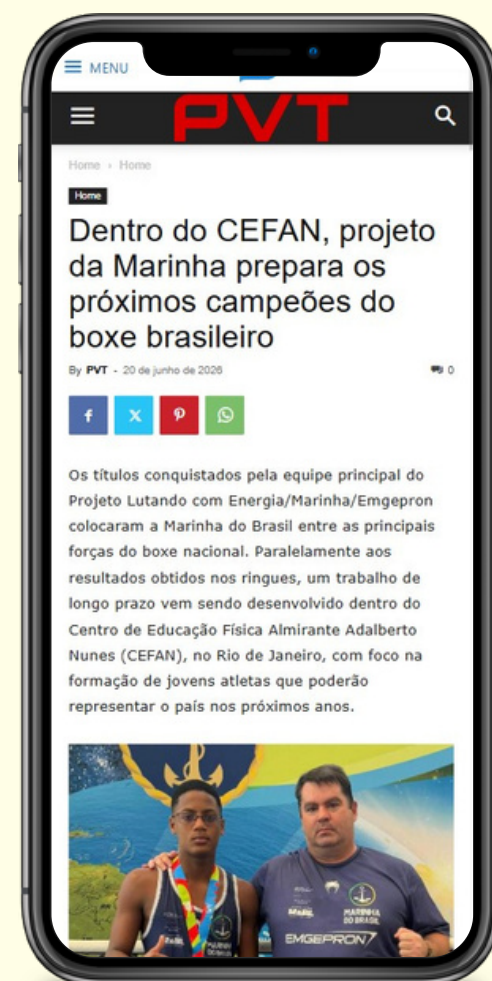 MENU
PVT
Home › Home
Home
Dentro do CEFAN, projeto
da Marinha prepara os
próximos campeões do
boxe brasileiro
By PVT - 20 de junho de 2026
0
Os títulos conquistados pela equipe principal do
Projeto Lutando com Energia/Marinha/Emgepron
colocaram a Marinha do Brasil entre as principais
forças do boxe nacional. Paralelamente aos
resultados obtidos nos ringues, um trabalho de
longo prazo vem sendo desenvolvido dentro do
Centro de Educação Física Almirante Adalberto
Nunes (CEFAN), no Rio de Janeiro, com foco na
formação de jovens atletas que poderão
representar o país nos próximos anos.
MARINHA
DO BRASIL
EMGEPRON